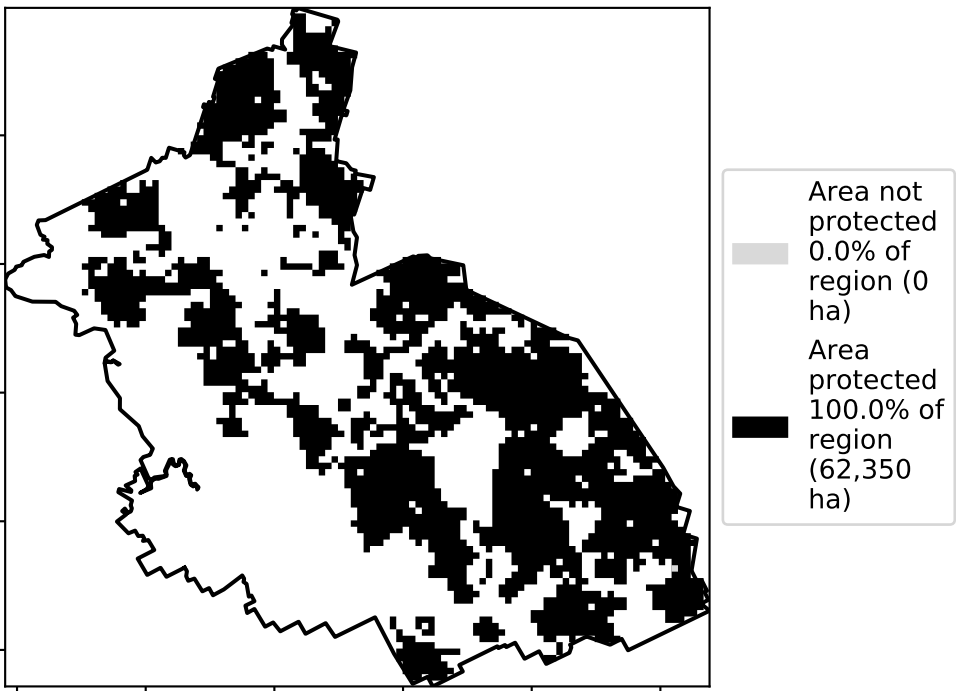 Area not
protected
0.0% of
region (0
ha)
Area
protected
100.0% of
region
(62,350
ha)